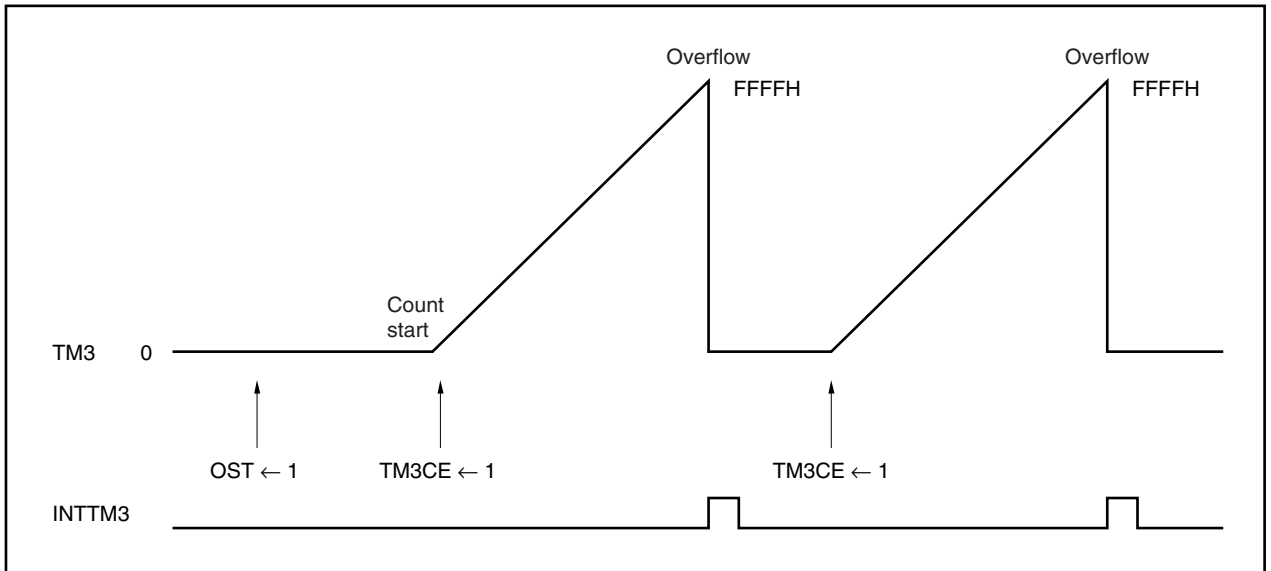 Overflow
Overflow
FFFFH
FFFFH
Count
start
TM3 0
OST ← 1
TM3CE ← 1
TM3CE ← 1
INTTM3